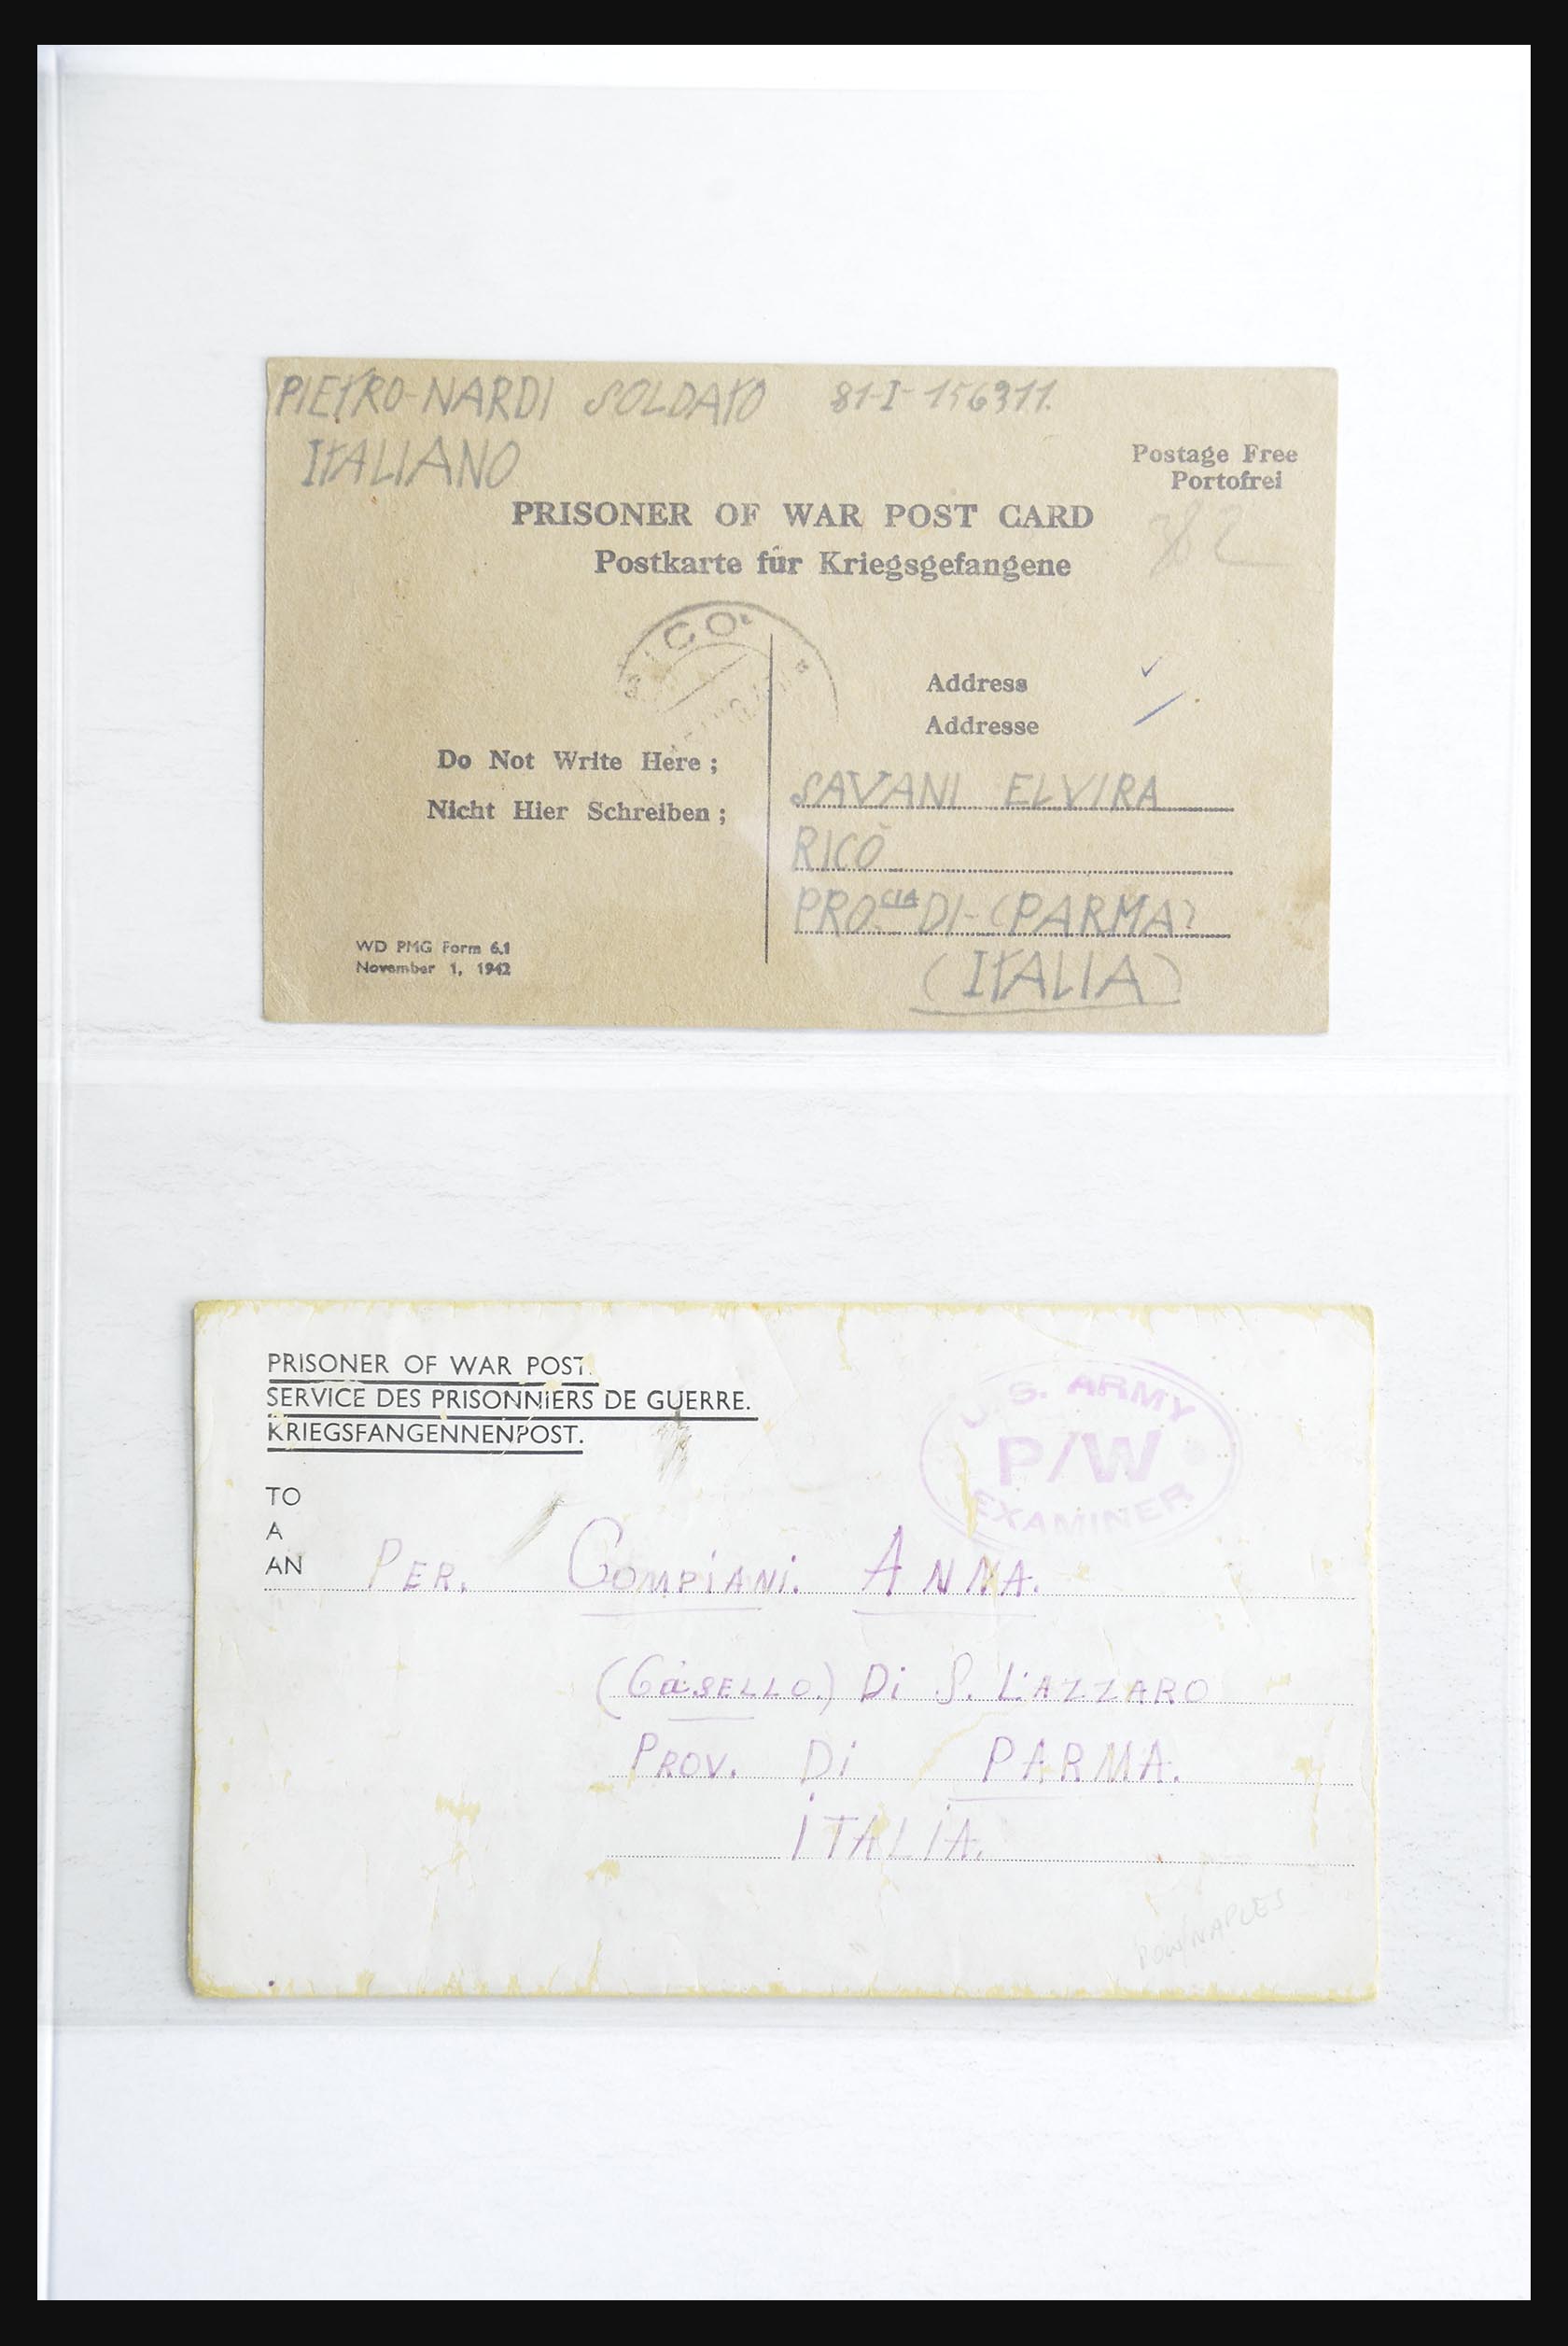 PIETRO-NARDI SOLDATO 81-I-156311.
ITALIANO
Postage Free
Portofrei
PRISONER OF WAR POST CARD
Postkarte für Kriegsgefangene
RICO'
Address
Addresse
Do Not Write Here ;
Nicht Hier Schreiben ;
SAVANI ELVIRA
RICÒ
PRO.CIA DI-(PARMA)
(ITALIA)
WD PMG Form 6.1
November 1, 1942
PRISONER OF WAR POST.
SERVICE DES PRISONNIERS DE GUERRE.
KRIEGSFANGENNENPOST.
U.S. ARMY
P/W
EXAMINER
TO
A
AN
PER. COMPIANI. ANNA.
(CASELLO.) Di S. LAZZARO
PROV. Di PARMA.
iTALiA.
POW NAPLES